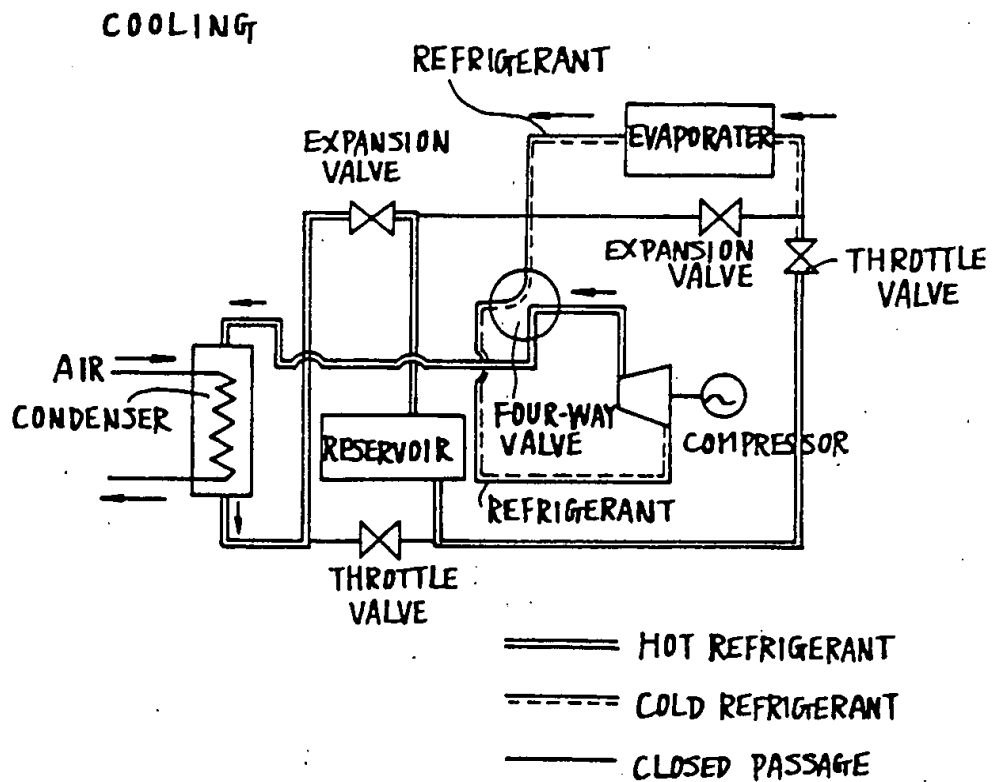 COOLING
REFRIGERANT
EVAPORATER
EXPANSION
VALVE
EXPANSION
VALVE
THROTTLE
VALVE
AIR
CONDENSER
RESERVOIR
FOUR-WAY
VALVE
COMPRESSOR
REFRIGERANT
THROTTLE
VALVE
HOT REFRIGERANT
COLD REFRIGERANT
CLOSED PASSAGE